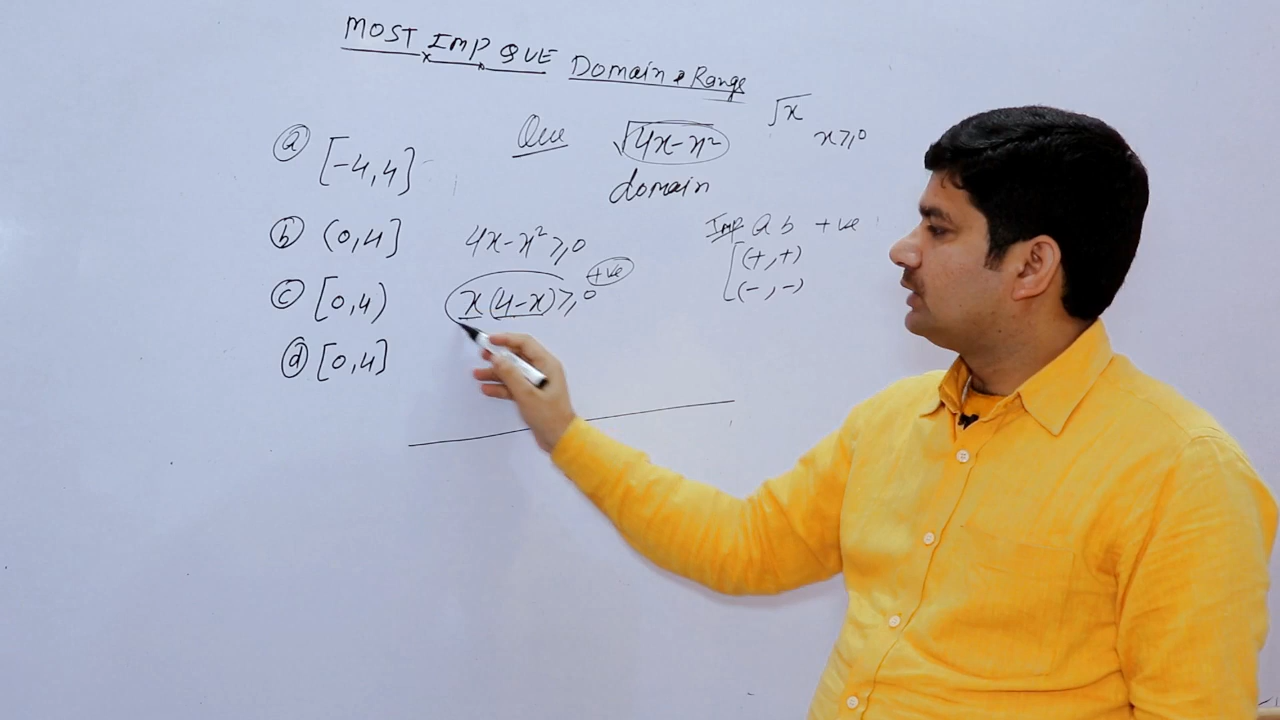 MOST IMP QUE Domain & Range
Que √4x-x²
√x
x≥0
domain
(a) [-4,4]
(b) (0,4]
(c) [0,4)
(d) [0,4]
4x-x²≥0
x(4-x)≥0
+ve
Imp a b +ve
(+,+)
(-,-)